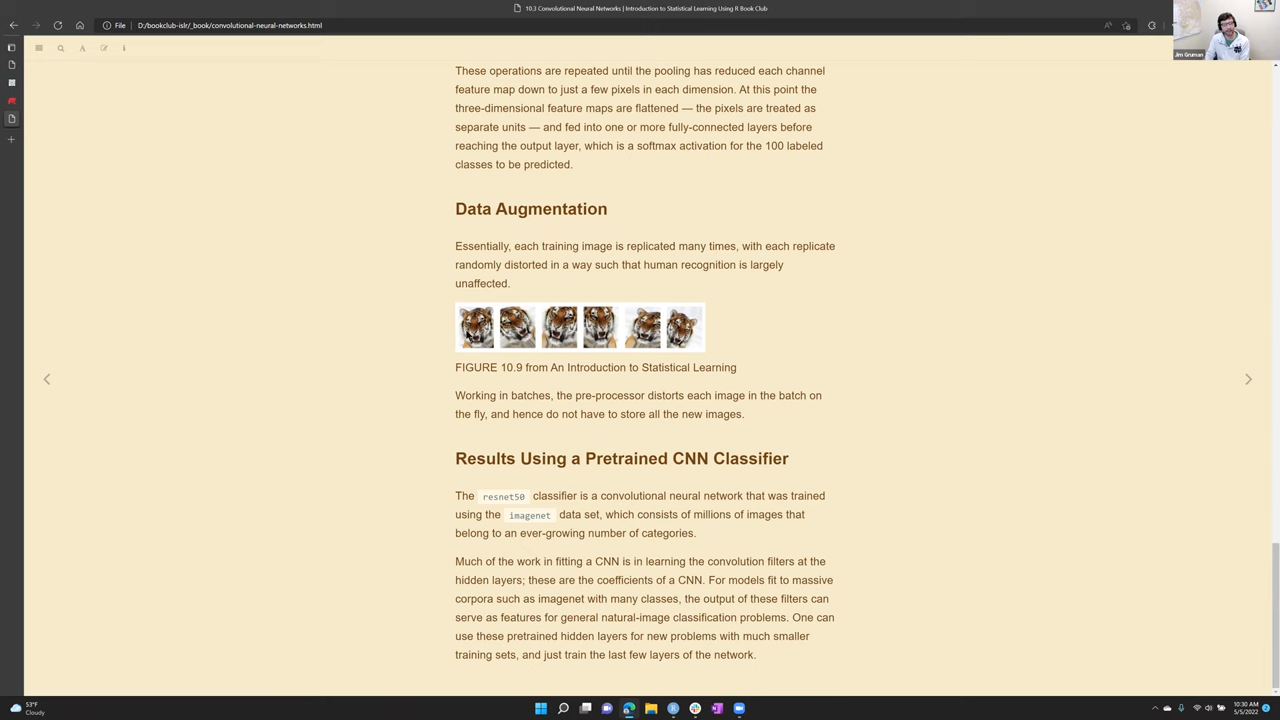 10.3 Convolutional Neural Networks | Introduction to Statistical Learning Using R Book Club
File
D:/bookclub-islr/_book/convolutional-neural-networks.html
Jim Gruman
These operations are repeated until the pooling has reduced each channel
feature map down to just a few pixels in each dimension. At this point the
three-dimensional feature maps are flattened — the pixels are treated as
separate units — and fed into one or more fully-connected layers before
reaching the output layer, which is a softmax activation for the 100 labeled
classes to be predicted.
Data Augmentation
Essentially, each training image is replicated many times, with each replicate
randomly distorted in a way such that human recognition is largely
unaffected.
FIGURE 10.9 from An Introduction to Statistical Learning
Working in batches, the pre-processor distorts each image in the batch on
the fly, and hence do not have to store all the new images.
Results Using a Pretrained CNN Classifier
The resnet50 classifier is a convolutional neural network that was trained
using the imagenet data set, which consists of millions of images that
belong to an ever-growing number of categories.
Much of the work in fitting a CNN is in learning the convolution filters at the
hidden layers; these are the coefficients of a CNN. For models fit to massive
corpora such as imagenet with many classes, the output of these filters can
serve as features for general natural-image classification problems. One can
use these pretrained hidden layers for new problems with much smaller
training sets, and just train the last few layers of the network.
53°F
Cloudy
10:30 AM
5/5/2022